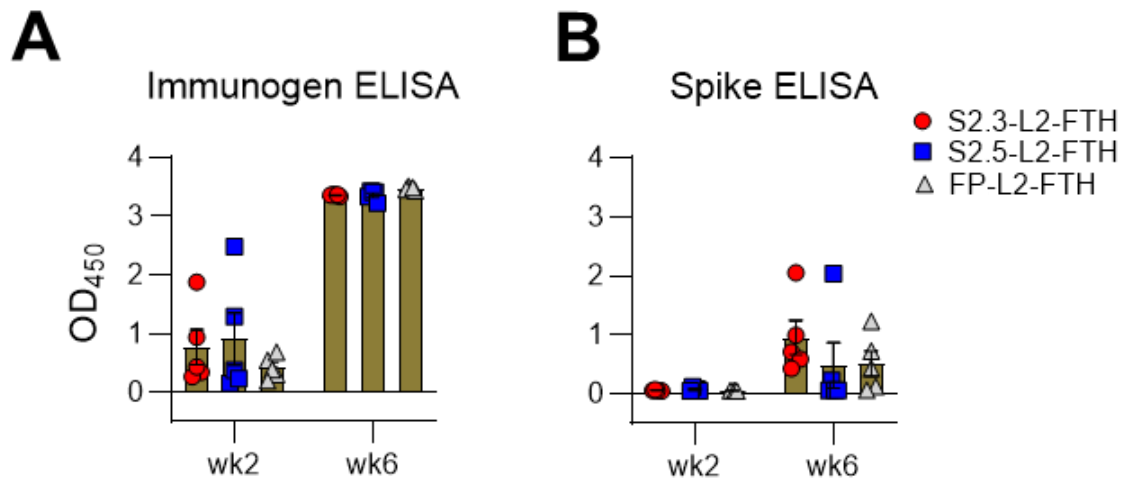 A
Immunogen ELISA
OD450
4
3
2
1
0
wk2
wk6
B
Spike ELISA
4
3
2
1
0
wk2
wk6
S2.3-L2-FTH
S2.5-L2-FTH
FP-L2-FTH